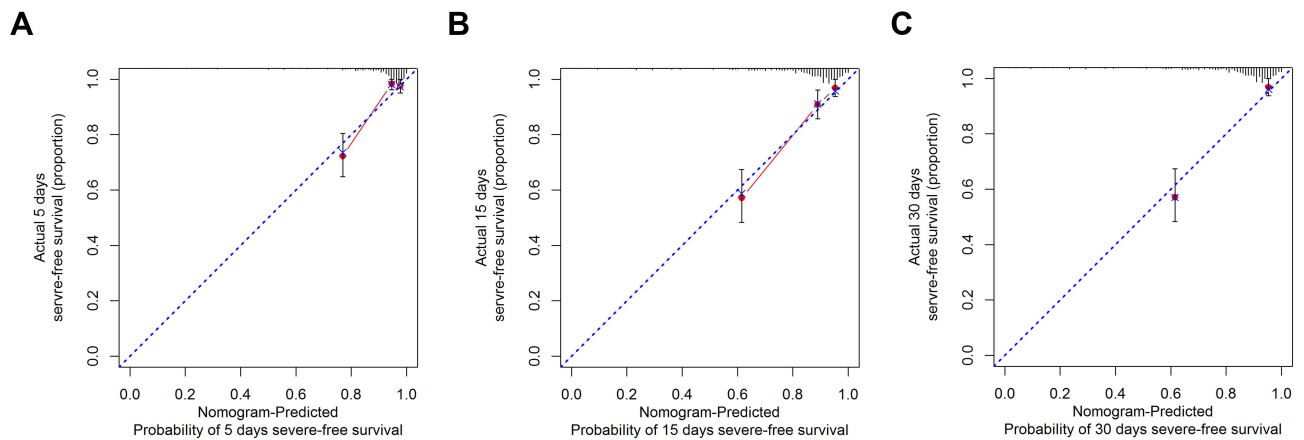 A
B
C
Actual 5 days
servre-free survival (proportion)
0.0 0.2 0.4 0.6 0.8 1.0
0.0 0.2 0.4 0.6 0.8 1.0
Nomogram-Predicted
Probability of 5 days severe-free survival
Actual 15 days
servre-free survival (proportion)
0.0 0.2 0.4 0.6 0.8 1.0
0.0 0.2 0.4 0.6 0.8 1.0
Nomogram-Predicted
Probability of 15 days severe-free survival
Actual 30 days
servre-free survival (proportion)
0.0 0.2 0.4 0.6 0.8 1.0
0.0 0.2 0.4 0.6 0.8 1.0
Nomogram-Predicted
Probability of 30 days severe-free survival